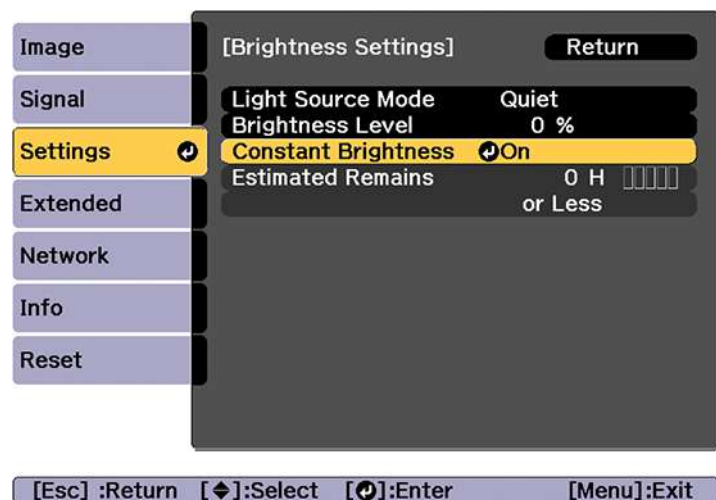 Image
Signal
Settings
Extended
Network
Info
Reset
[Brightness Settings] Return
Light Source Mode Quiet
Brightness Level 0 %
Constant Brightness On
Estimated Remains 0 H
or Less
[Esc] :Return [◆]:Select [↵]:Enter [Menu]:Exit